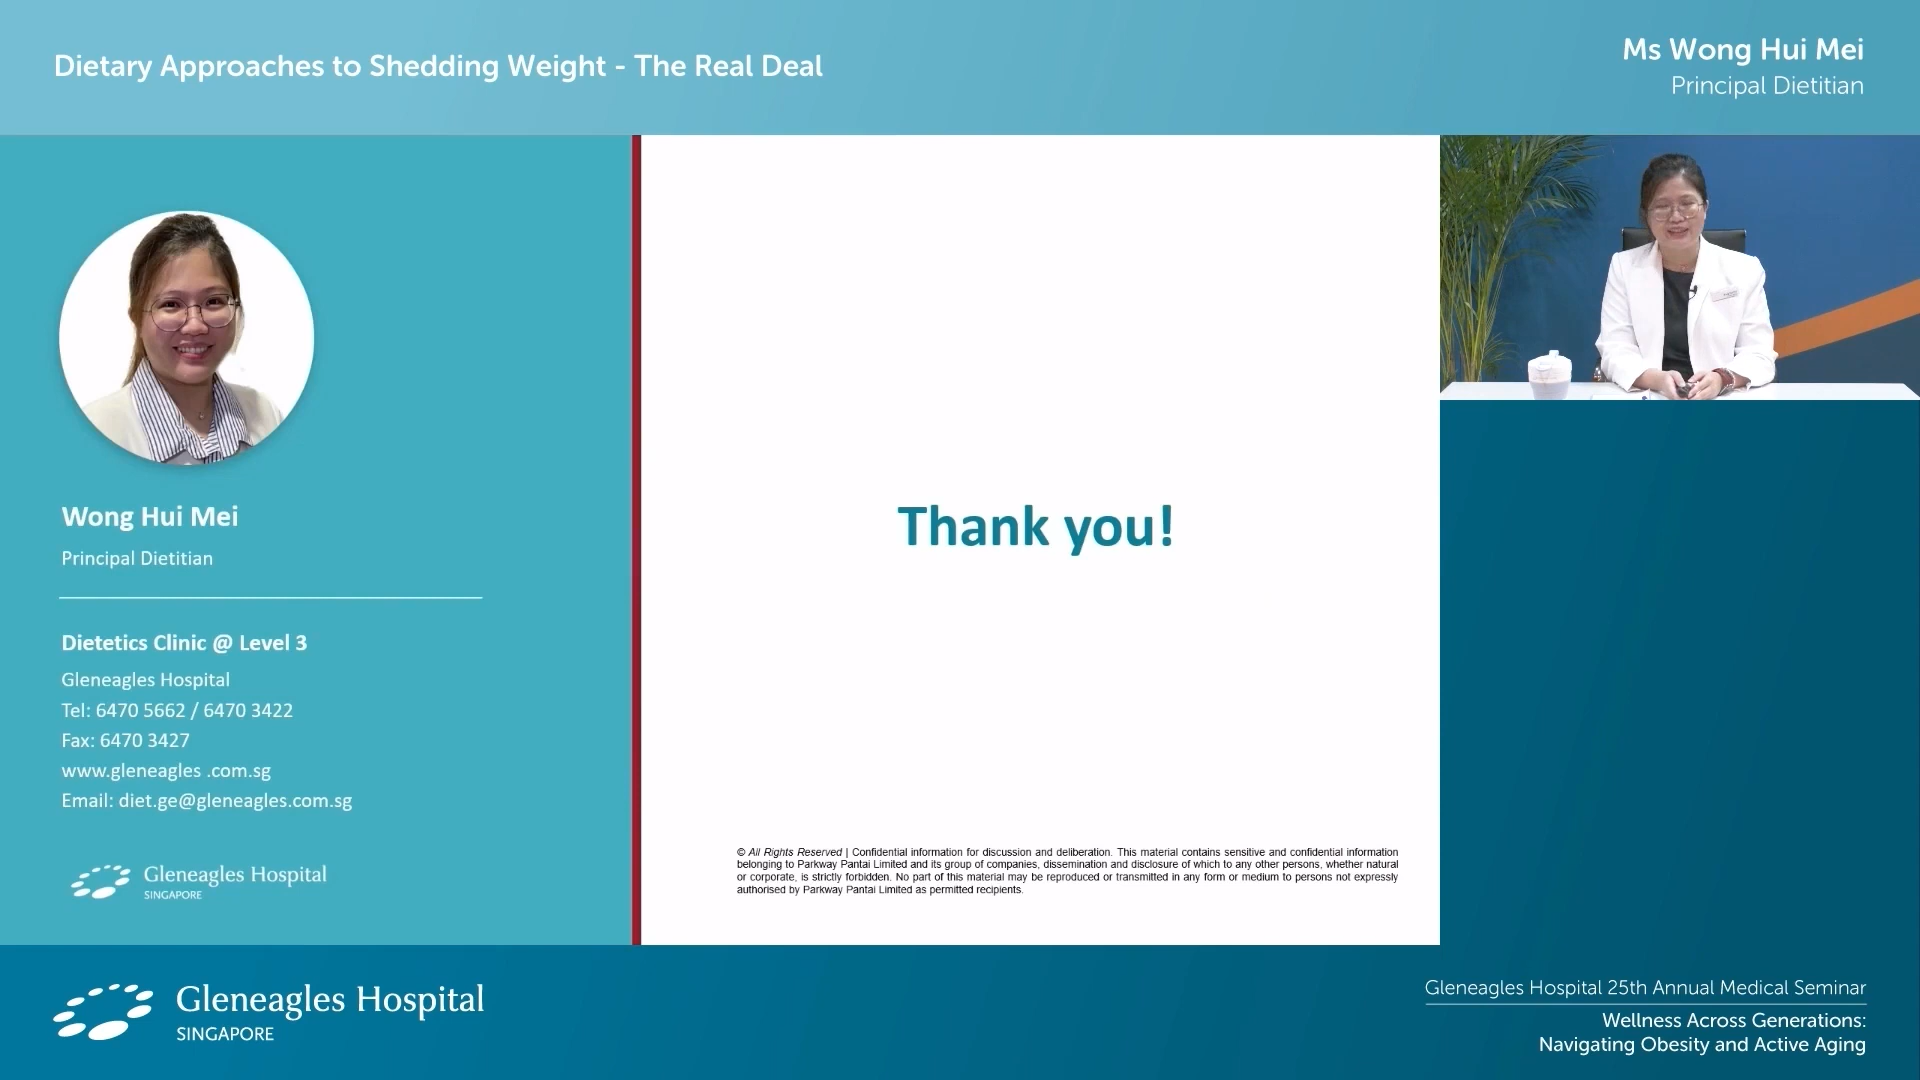 Dietary Approaches to Shedding Weight - The Real Deal
Ms Wong Hui Mei
Principal Dietitian
Wong Hui Mei
Principal Dietitian
Dietetics Clinic @ Level 3
Gleneagles Hospital
Tel: 6470 5662 / 6470 3422
Fax: 6470 3427
www.gleneagles .com.sg
Email: diet.ge@gleneagles.com.sg
Gleneagles Hospital
SINGAPORE
Thank you!
© All Rights Reserved | Confidential information for discussion and deliberation. This material contains sensitive and confidential information
belonging to Parkway Pantai Limited and its group of companies, dissemination and disclosure of which to any other persons, whether natural
or corporate, is strictly forbidden. No part of this material may be reproduced or transmitted in any form or medium to persons not expressly
authorised by Parkway Pantai Limited as permitted recipients.
Gleneagles Hospital
SINGAPORE
Gleneagles Hospital 25th Annual Medical Seminar
Wellness Across Generations:
Navigating Obesity and Active Aging